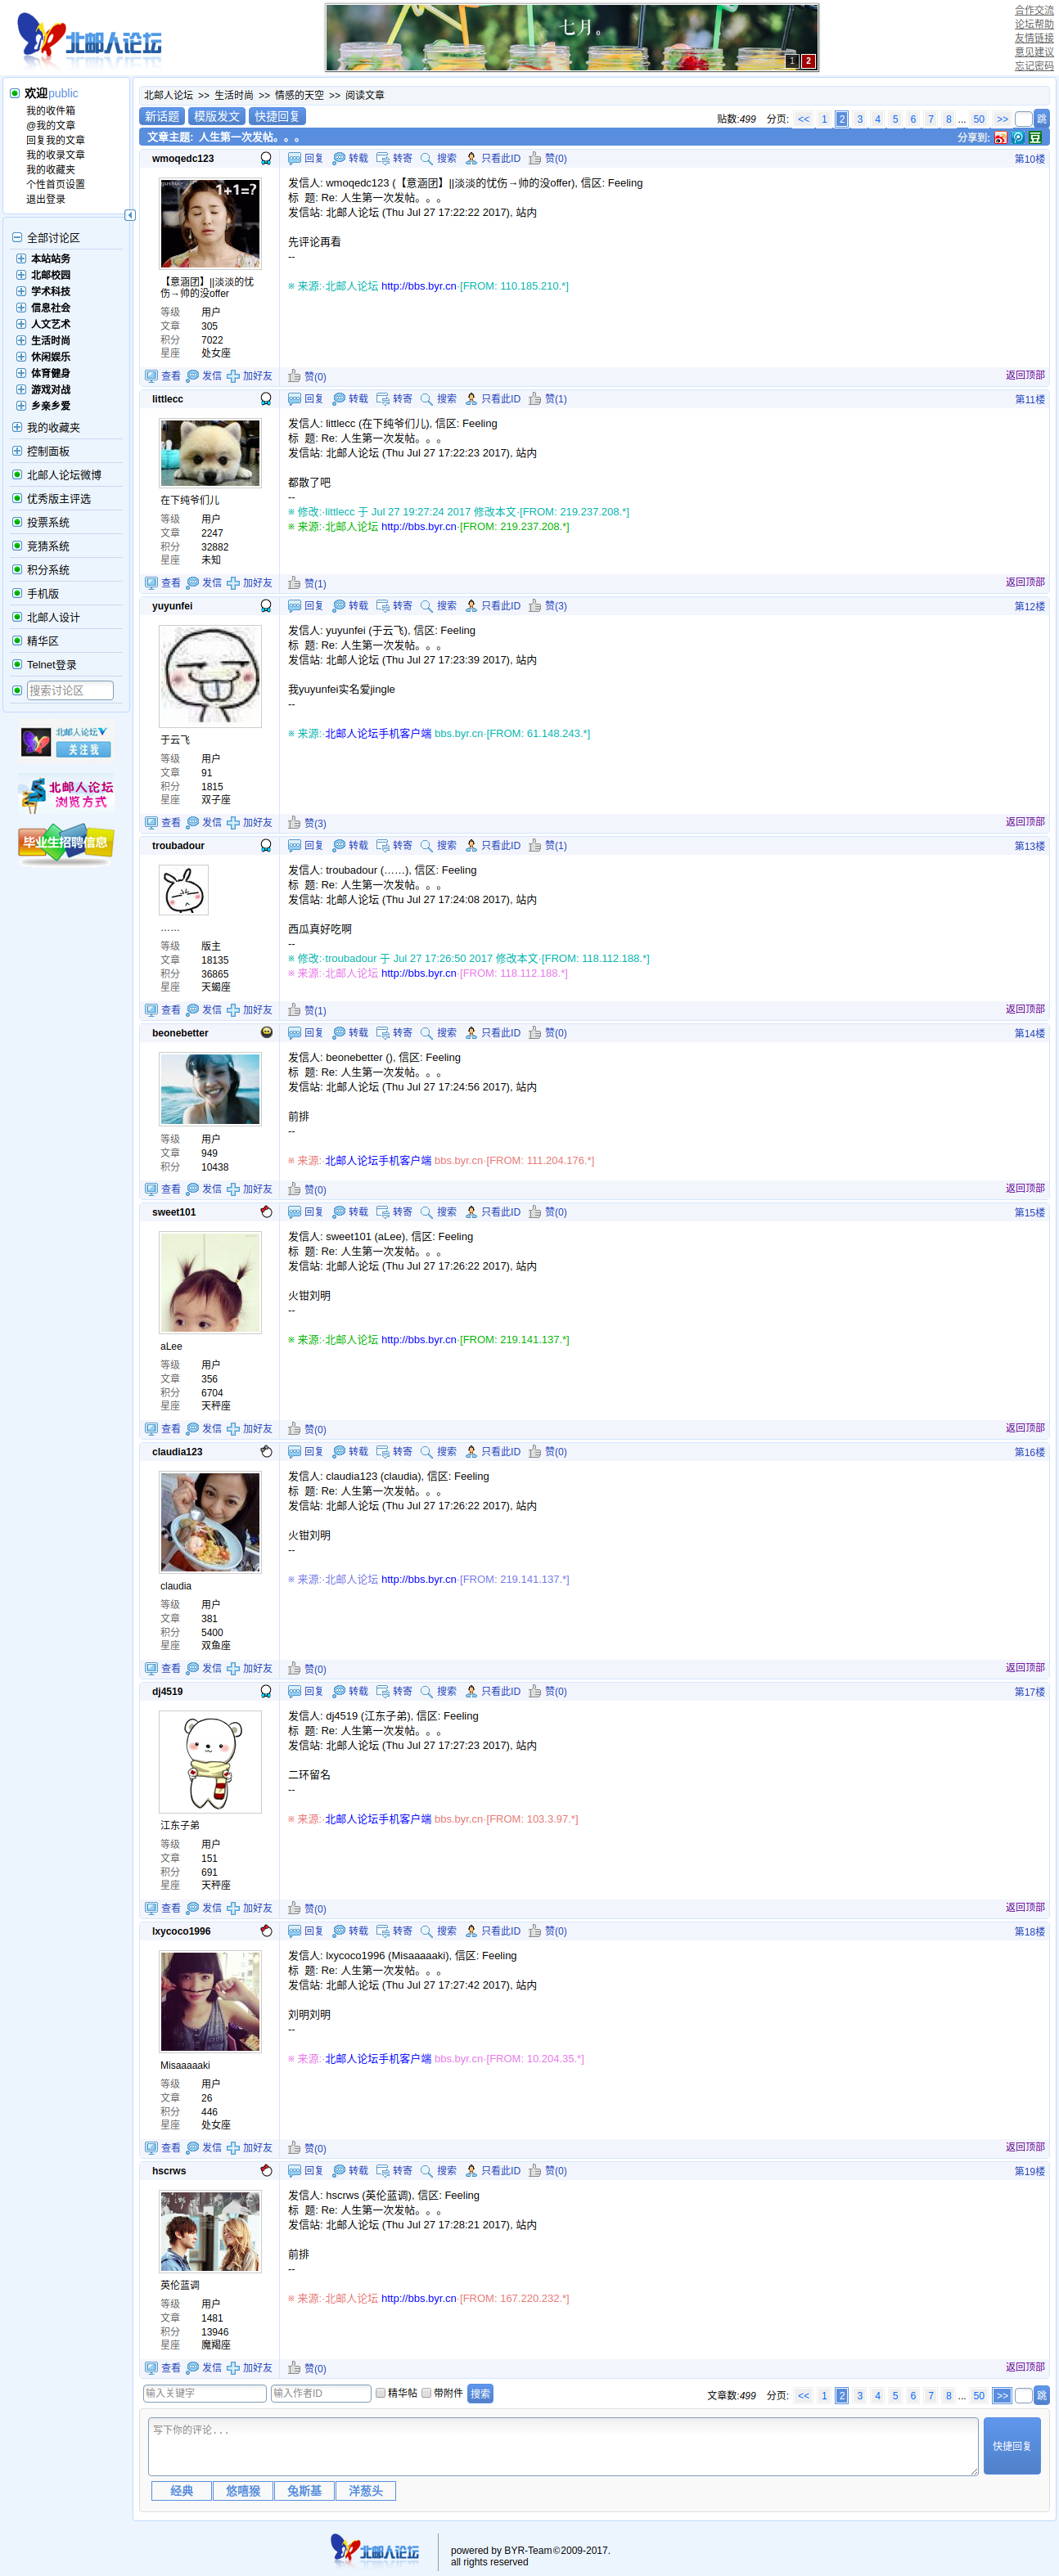 北邮人论坛
七月。
1 2
合作交流
论坛帮助
友情链接
意见建议
忘记密码
欢迎public
我的收件箱
@我的文章
回复我的文章
我的收录文章
我的收藏夹
个性首页设置
退出登录
全部讨论区
本站站务
北邮校园
学术科技
信息社会
人文艺术
生活时尚
休闲娱乐
体育健身
游戏对战
乡亲乡爱
我的收藏夹
控制面板
北邮人论坛微博
优秀版主评选
投票系统
竞猜系统
积分系统
手机版
北邮人设计
精华区
Telnet登录
搜索讨论区
北邮人论坛
关注我
北邮人论坛
浏览方式
毕业生招聘信息
北邮人论坛 >> 生活时尚 >> 情感的天空 >> 阅读文章
新话题 模版发文 快捷回复
贴数:499 分页: << 1 2 3 4 5 6 7 8 ... 50 >> 跳
文章主题: 人生第一次发帖。。。 分享到: 豆
wmoqedc123 回复 转载 转寄 搜索 只看此ID 赞(0) 第10楼
1+1=?
【意涵团】||淡淡的忧
伤→帅的没offer
等级 用户
文章 305
积分 7022
星座 处女座
发信人: wmoqedc123 (【意涵团】||淡淡的忧伤→帅的没offer), 信区: Feeling
标 题: Re: 人生第一次发帖。。。
发信站: 北邮人论坛 (Thu Jul 27 17:22:22 2017), 站内
先评论再看
--
※ 来源:·北邮人论坛 http://bbs.byr.cn·[FROM: 110.185.210.*]
查看 发信 加好友 赞(0) 返回顶部
littlecc 回复 转载 转寄 搜索 只看此ID 赞(1) 第11楼
在下纯爷们儿
等级 用户
文章 2247
积分 32882
星座 未知
发信人: littlecc (在下纯爷们儿), 信区: Feeling
标 题: Re: 人生第一次发帖。。。
发信站: 北邮人论坛 (Thu Jul 27 17:22:23 2017), 站内
都散了吧
--
※ 修改:·littlecc 于 Jul 27 19:27:24 2017 修改本文·[FROM: 219.237.208.*]
※ 来源:·北邮人论坛 http://bbs.byr.cn·[FROM: 219.237.208.*]
查看 发信 加好友 赞(1) 返回顶部
yuyunfei 回复 转载 转寄 搜索 只看此ID 赞(3) 第12楼
于云飞
等级 用户
文章 91
积分 1815
星座 双子座
发信人: yuyunfei (于云飞), 信区: Feeling
标 题: Re: 人生第一次发帖。。。
发信站: 北邮人论坛 (Thu Jul 27 17:23:39 2017), 站内
我yuyunfei实名爱jingle
--
※ 来源:·北邮人论坛手机客户端 bbs.byr.cn·[FROM: 61.148.243.*]
查看 发信 加好友 赞(3) 返回顶部
troubadour 回复 转载 转寄 搜索 只看此ID 赞(1) 第13楼
……
等级 版主
文章 18135
积分 36865
星座 天蝎座
发信人: troubadour (……), 信区: Feeling
标 题: Re: 人生第一次发帖。。。
发信站: 北邮人论坛 (Thu Jul 27 17:24:08 2017), 站内
西瓜真好吃啊
--
※ 修改:·troubadour 于 Jul 27 17:26:50 2017 修改本文·[FROM: 118.112.188.*]
※ 来源:·北邮人论坛 http://bbs.byr.cn·[FROM: 118.112.188.*]
查看 发信 加好友 赞(1) 返回顶部
beonebetter 回复 转载 转寄 搜索 只看此ID 赞(0) 第14楼
等级 用户
文章 949
积分 10438
发信人: beonebetter (), 信区: Feeling
标 题: Re: 人生第一次发帖。。。
发信站: 北邮人论坛 (Thu Jul 27 17:24:56 2017), 站内
前排
--
※ 来源:·北邮人论坛手机客户端 bbs.byr.cn·[FROM: 111.204.176.*]
查看 发信 加好友 赞(0) 返回顶部
sweet101 回复 转载 转寄 搜索 只看此ID 赞(0) 第15楼
aLee
等级 用户
文章 356
积分 6704
星座 天秤座
发信人: sweet101 (aLee), 信区: Feeling
标 题: Re: 人生第一次发帖。。。
发信站: 北邮人论坛 (Thu Jul 27 17:26:22 2017), 站内
火钳刘明
--
※ 来源:·北邮人论坛 http://bbs.byr.cn·[FROM: 219.141.137.*]
查看 发信 加好友 赞(0) 返回顶部
claudia123 回复 转载 转寄 搜索 只看此ID 赞(0) 第16楼
claudia
等级 用户
文章 381
积分 5400
星座 双鱼座
发信人: claudia123 (claudia), 信区: Feeling
标 题: Re: 人生第一次发帖。。。
发信站: 北邮人论坛 (Thu Jul 27 17:26:22 2017), 站内
火钳刘明
--
※ 来源:·北邮人论坛 http://bbs.byr.cn·[FROM: 219.141.137.*]
查看 发信 加好友 赞(0) 返回顶部
dj4519 回复 转载 转寄 搜索 只看此ID 赞(0) 第17楼
江东子弟
等级 用户
文章 151
积分 691
星座 天秤座
发信人: dj4519 (江东子弟), 信区: Feeling
标 题: Re: 人生第一次发帖。。。
发信站: 北邮人论坛 (Thu Jul 27 17:27:23 2017), 站内
二环留名
--
※ 来源:·北邮人论坛手机客户端 bbs.byr.cn·[FROM: 103.3.97.*]
查看 发信 加好友 赞(0) 返回顶部
lxycoco1996 回复 转载 转寄 搜索 只看此ID 赞(0) 第18楼
Misaaaaaki
等级 用户
文章 26
积分 446
星座 处女座
发信人: lxycoco1996 (Misaaaaaki), 信区: Feeling
标 题: Re: 人生第一次发帖。。。
发信站: 北邮人论坛 (Thu Jul 27 17:27:42 2017), 站内
刘明刘明
--
※ 来源:·北邮人论坛手机客户端 bbs.byr.cn·[FROM: 10.204.35.*]
查看 发信 加好友 赞(0) 返回顶部
hscrws 回复 转载 转寄 搜索 只看此ID 赞(0) 第19楼
英伦蓝调
等级 用户
文章 1481
积分 13946
星座 魔羯座
发信人: hscrws (英伦蓝调), 信区: Feeling
标 题: Re: 人生第一次发帖。。。
发信站: 北邮人论坛 (Thu Jul 27 17:28:21 2017), 站内
前排
--
※ 来源:·北邮人论坛 http://bbs.byr.cn·[FROM: 167.220.232.*]
查看 发信 加好友 赞(0) 返回顶部
输入关键字 输入作者ID 精华帖 带附件 搜索
文章数:499 分页: << 1 2 3 4 5 6 7 8 ... 50 >> 跳
写下你的评论... 快捷回复
经典 悠嘻猴 兔斯基 洋葱头
北邮人论坛
powered by BYR-Team©2009-2017.
all rights reserved